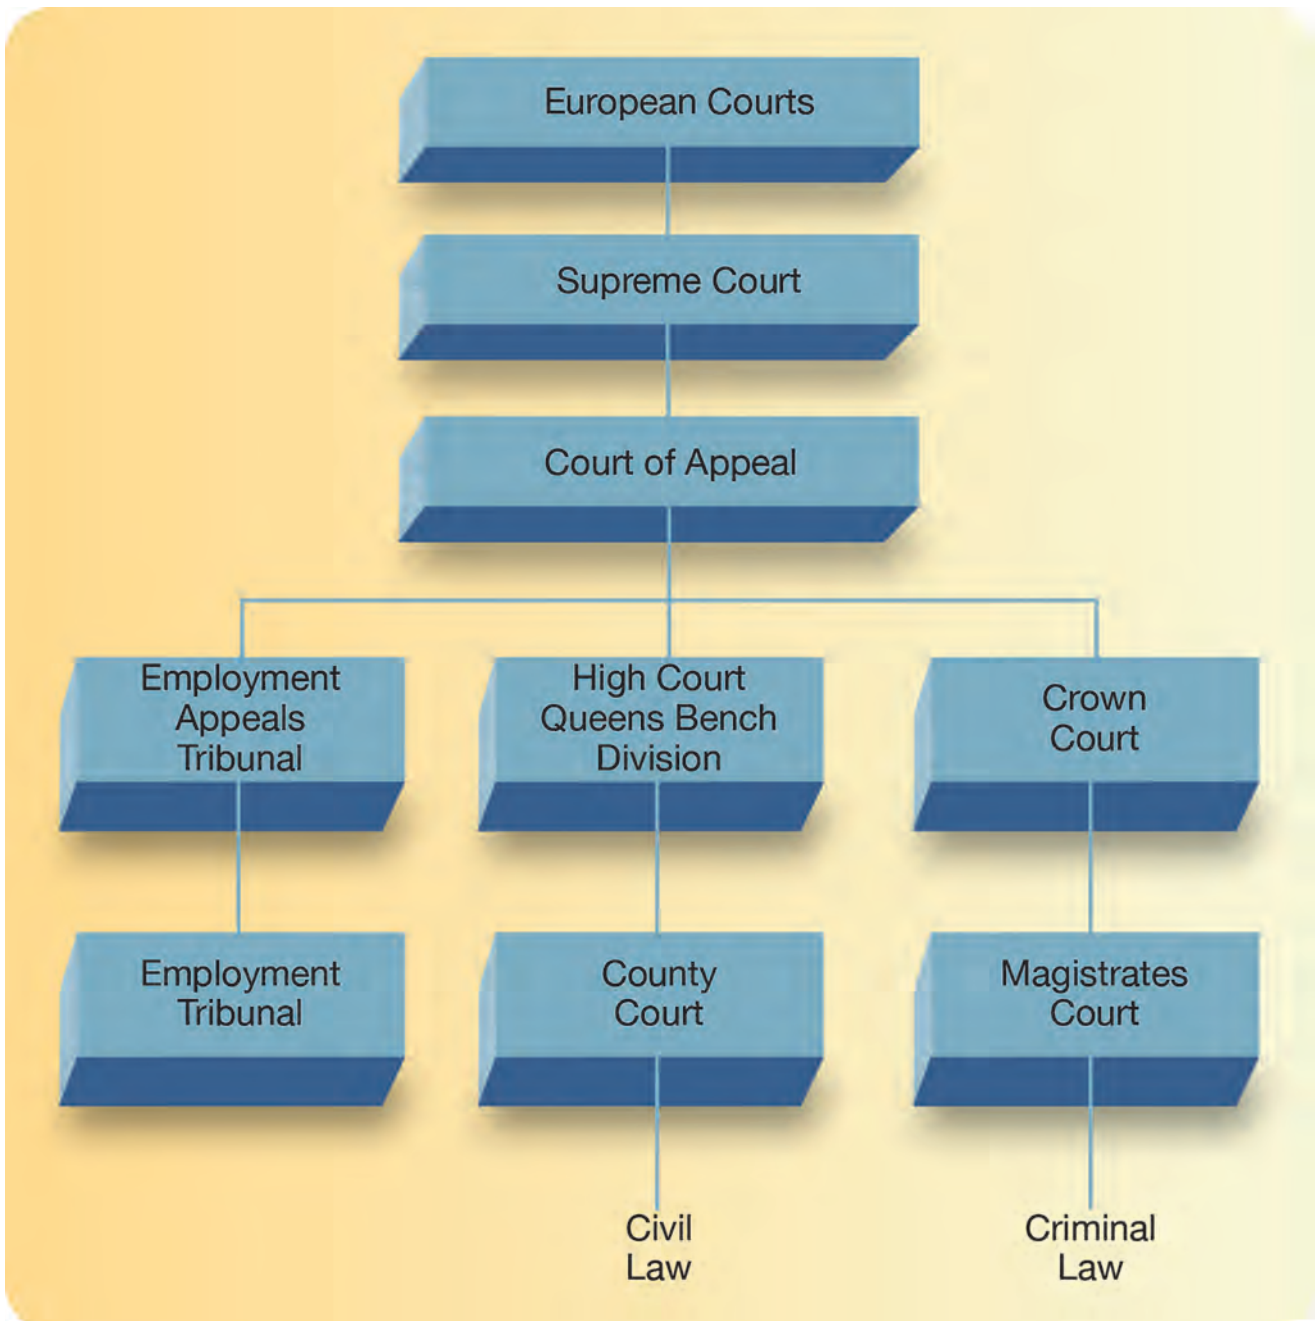 European Courts
Supreme Court
Court of Appeal
Employment
Appeals
Tribunal
High Court
Queens Bench
Division
Crown
Court
Employment
Tribunal
County
Court
Magistrates
Court
Civil
Law
Criminal
Law